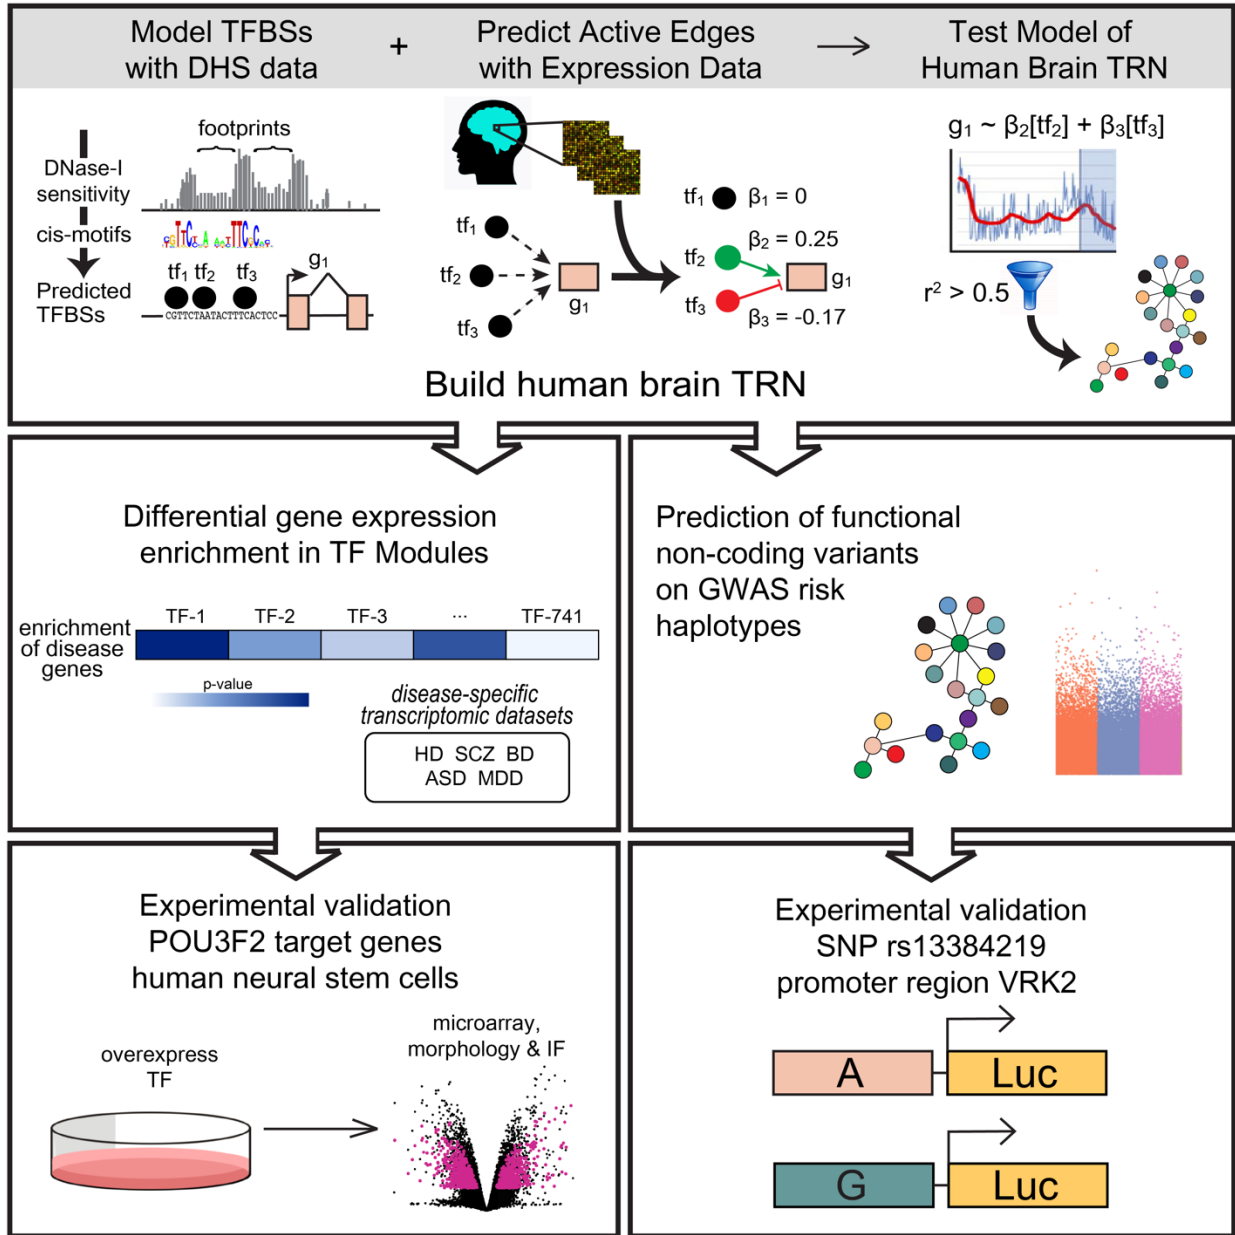 Model TFBSs
with DHS data
+
Predict Active Edges
with Expression Data
Test Model of
Human Brain TRN
footprints
DNase-I
sensitivity
cis-motifs
Predicted
TFBSs
tf1 tf2 tf3
g1
CGTTCTAATACTTTCACTCC
tf1
tf2
tf3
g1
tf1 β1 = 0
β2 = 0.25
tf2
g1
tf3
β3 = -0.17
g1 ~ β2[tf2] + β3[tf3]
r² > 0.5
Build human brain TRN
Differential gene expression
enrichment in TF Modules
TF-1 TF-2 TF-3 ... TF-741
enrichment
of disease
genes
p-value
disease-specific
transcriptomic datasets
HD SCZ BD
ASD MDD
Prediction of functional
non-coding variants
on GWAS risk
haplotypes
Experimental validation
POU3F2 target genes
human neural stem cells
overexpress
TF
microarray,
morphology & IF
Experimental validation
SNP rs13384219
promoter region VRK2
A Luc
G Luc